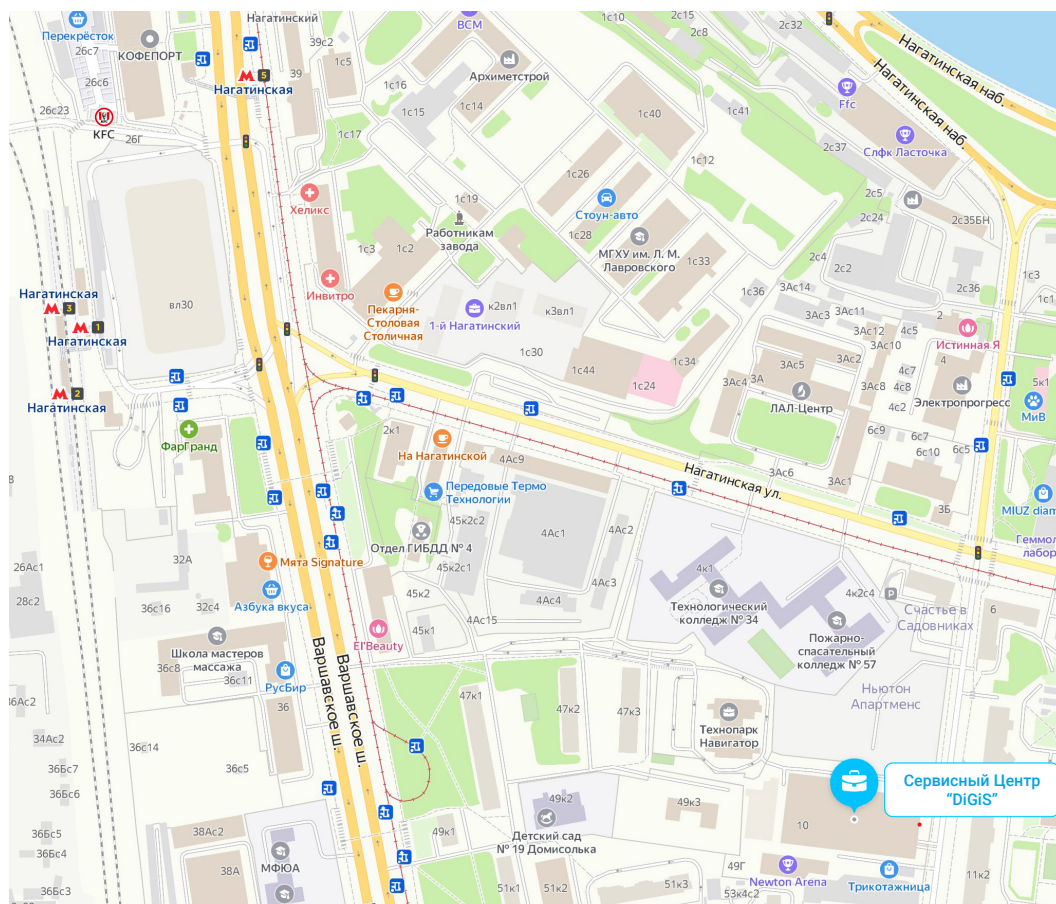 Нагатинский
ВСМ
1с10
2с15
2с32
2с8
Перекрёсток
КОФЕПОРТ
39с2
26с7
1с5
39
26с6
5
Нагатинская
Архиметстрой
1с16
1с14
1с15
1с40
1с41
Ffc
Нагатинская наб.
Нагатинская наб.
26с23
KFC
26Г
1с17
2с37
Слфк Ласточка
1с12
1с26
2с5
2с24
2с35БН
Хеликс
1с19
Работникам
завода
Стоун-авто
1с28
МГХУ им. Л. М.
Лавровского
1с3
1с2
1с33
2с4
2с2
1с3
Нагатинская
3
1
Нагатинская
вл30
Инвитро
Пекарня-
Столовая
Столичная
к2вл1
к3вл1
1-й Нагатинский
1с36
3Ас14
2с36
1с1
3Ас3
3Ас11
3Ас12
4с5
3Ас10
2
Истинная Я
1с30
1с44
1с34
1с24
3Ас5
3Ас2
4
4с7
4с8
4с2
3Ас4
3А
3Ас8
2
Нагатинская
ЛАЛ-Центр
Электропрогресс
5к1
МиВ
ФарГранд
2к1
На Нагатинской
4Ас9
6с9
6с7
6с10
6с5
Нагатинская ул.
3Ас6
3Ас1
3Б
Передовые Термо
Технологии
MIUZ diam
Геммол
лабор
45к2с2
Отдел ГИБДД № 4
4Ас1
4Ас2
32А
26Ас1
28с2
Мята Signature
45к2с1
4Ас3
4Ас4
4к1
Технологический
колледж № 34
4к2с4
P
Счастье в
Садовниках
6
36с16
32с4
Азбука вкуса
45к2
4Ас15
45к1
El'Beauty
Школа мастеров
массажа
36с8
36с11
РусБир
36
Варшавское ш.
Варшавское ш.
Пожарно-
спасательный
колледж № 57
Ньютон
Апартменс
36Ас2
34Ас2
36с14
47к1
47к2
47к3
Технопарк
Навигатор
36Бс7
36Бс6
36с5
Сервисный Центр
“DiGiS”
49к2
49к3
10
36Бс5
36Бс4
38Ас2
49к1
Детский сад
№ 19 Домисолька
МФЮА
38А
36Бс3
51к1
51к2
51к3
49Г
Newton Arena
53к4с2
Трикотажница
11к2